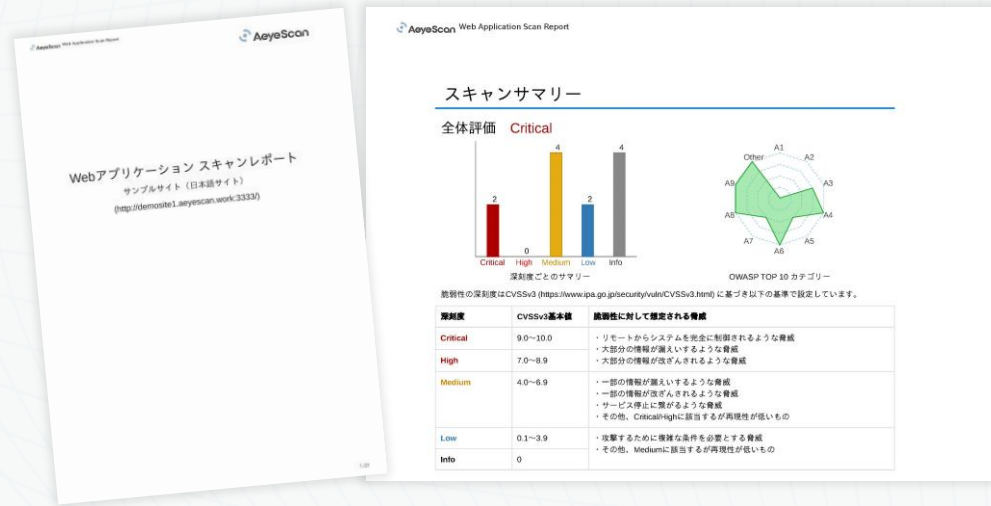 AeyeScan Web Application Scan Report
AeyeScan
Webアプリケーション スキャンレポート
サンプルサイト（日本語サイト）
(http://demosite1.aeyescan.work:3333/)
AeyeScan Web Application Scan Report
スキャンサマリー
全体評価 Critical
2
0
4
2
4
Critical High Medium Low Info
深刻度ごとのサマリー
A1
A2
A3
A4
A5
A6
A7
A8
A9
Other
OWASP TOP 10 カテゴリー
脆弱性の深刻度はCVSSv3 (https://www.ipa.go.jp/security/vuln/CVSSv3.html) に基づき以下の基準で設定しています。
深刻度 CVSSv3基本値 脆弱性に対して想定される脅威
Critical 9.0〜10.0 ・リモートからシステムを完全に制御されるような脅威
・大部分の情報が漏えいするような脅威
High 7.0〜8.9 ・大部分の情報が改ざんされるような脅威
Medium 4.0〜6.9 ・一部の情報が漏えいするような脅威
・一部の情報が改ざんされるような脅威
・サービス停止に繋がるような脅威
・その他、Critical/Highに該当するが再現性が低いもの
Low 0.1〜3.9 ・攻撃するために複雑な条件を必要とする脅威
・その他、Mediumに該当するが再現性が低いもの
Info 0